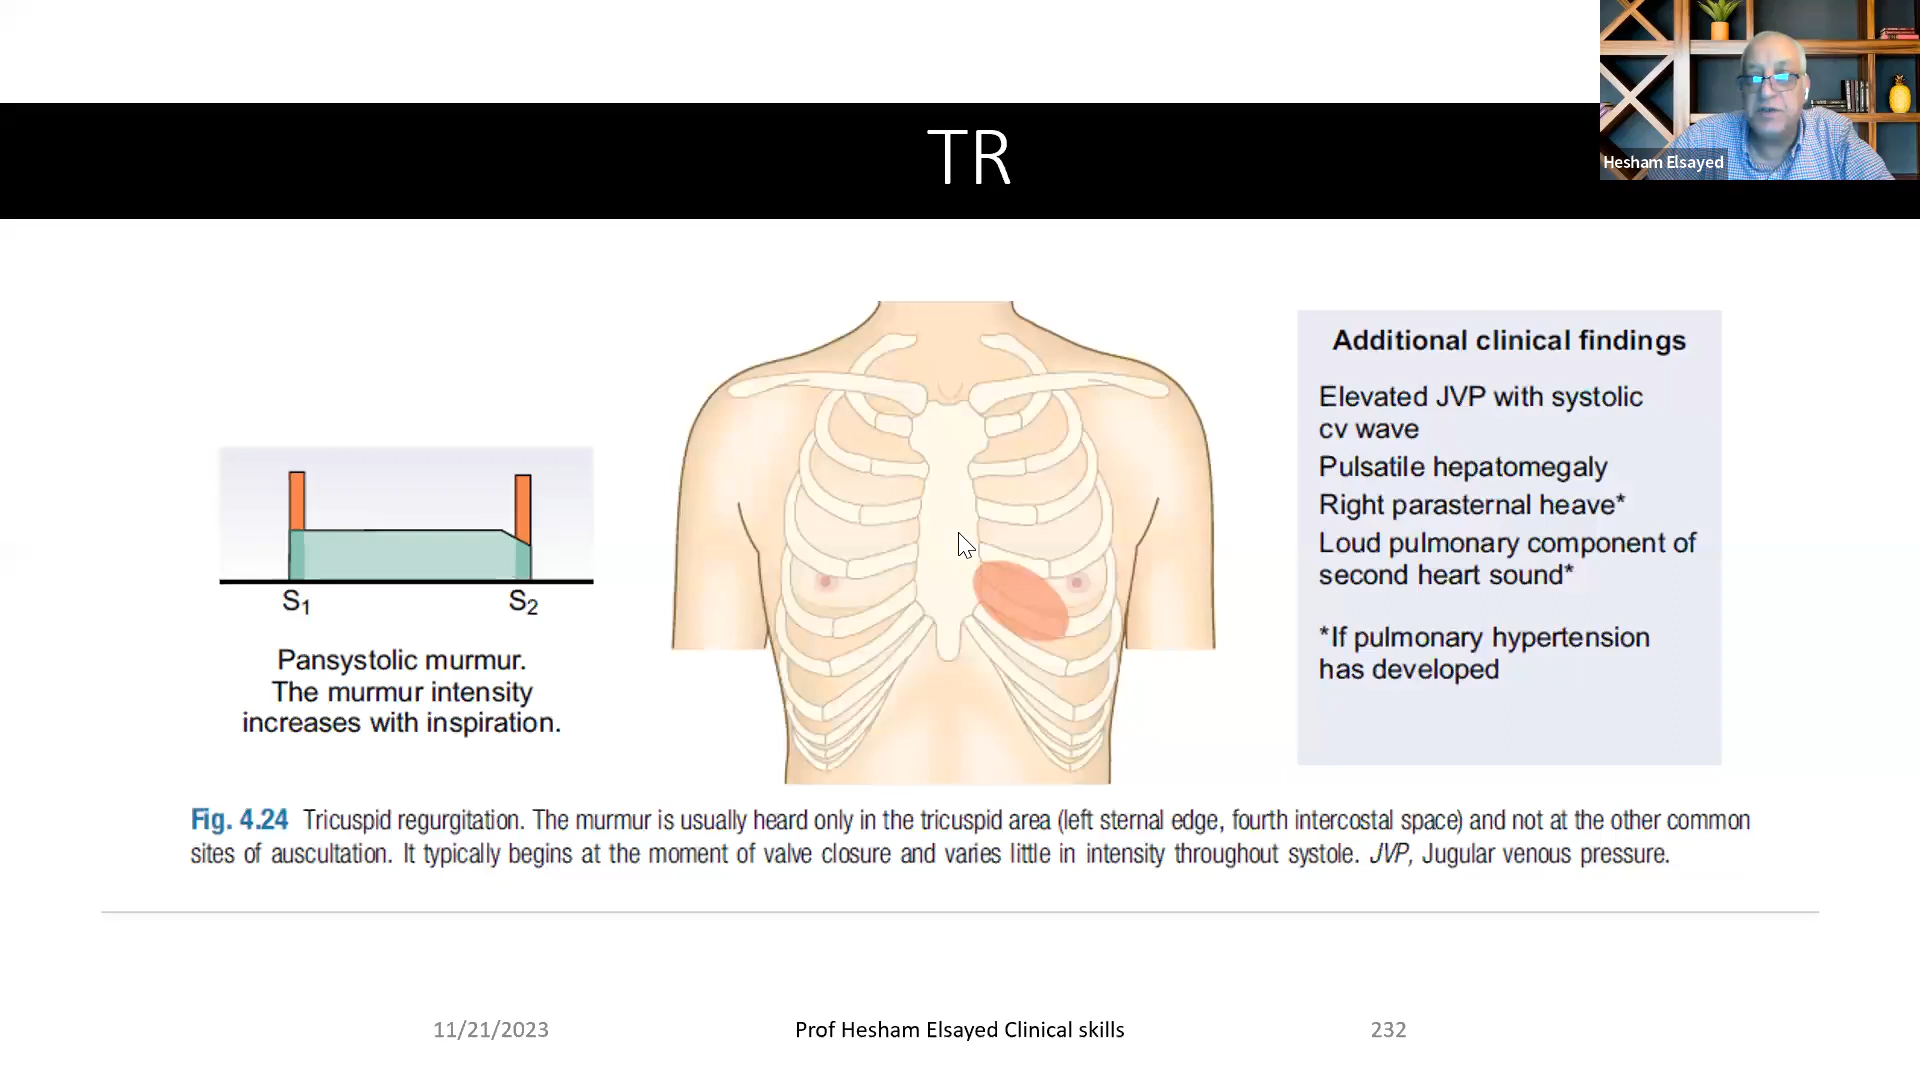 TR
Hesham Elsayed
S1
S2
Pansystolic murmur.
The murmur intensity
increases with inspiration.
Additional clinical findings
Elevated JVP with systolic
cv wave
Pulsatile hepatomegaly
Right parasternal heave*
Loud pulmonary component of
second heart sound*
*If pulmonary hypertension
has developed
Fig. 4.24 Tricuspid regurgitation. The murmur is usually heard only in the tricuspid area (left sternal edge, fourth intercostal space) and not at the other common
sites of auscultation. It typically begins at the moment of valve closure and varies little in intensity throughout systole. JVP, Jugular venous pressure.
11/21/2023
Prof Hesham Elsayed Clinical skills
232